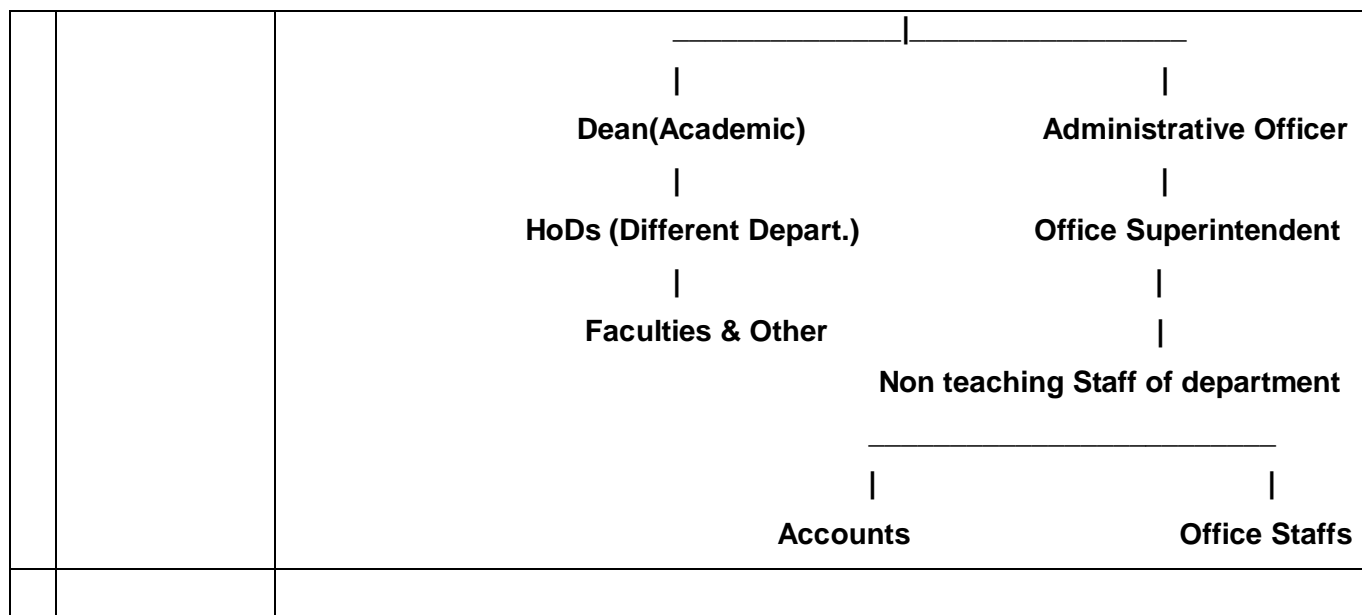 Dean(Academic) Administrative Officer
HoDs (Different Depart.) Office Superintendent
Faculties & Other
Non teaching Staff of department
Accounts Office Staffs